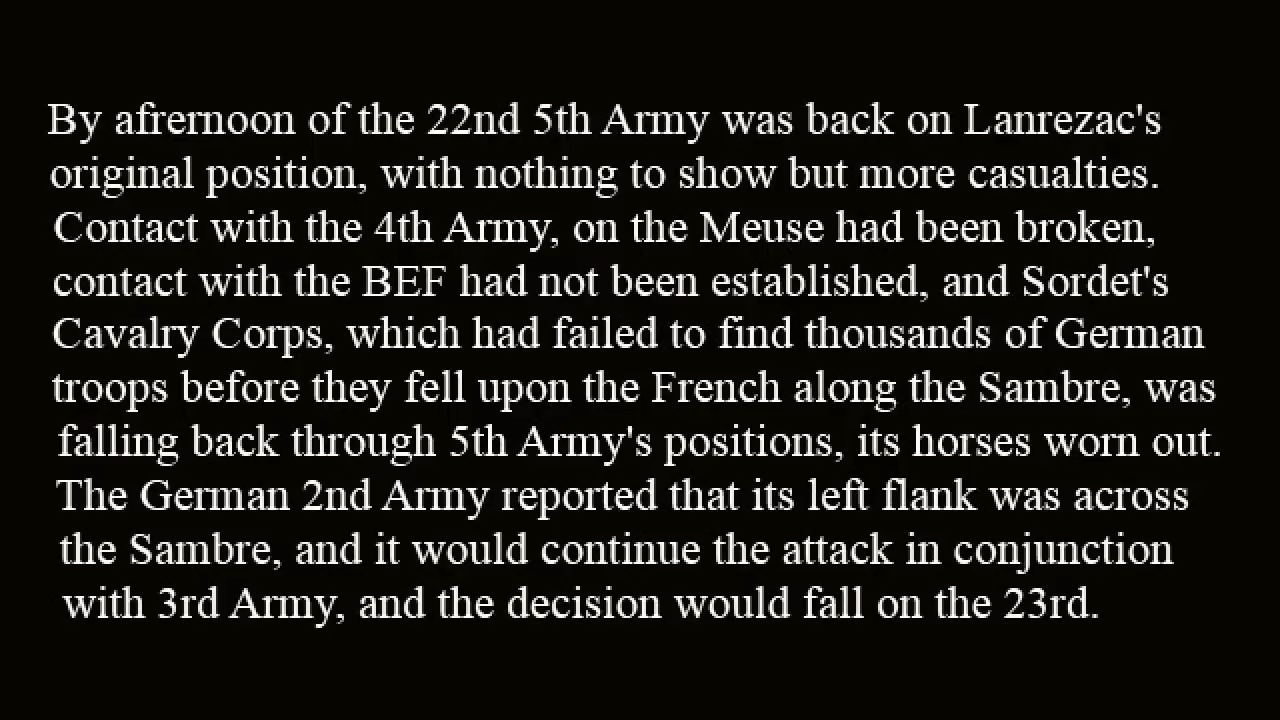 By afrernoon of the 22nd 5th Army was back on Lanrezac's
original position, with nothing to show but more casualties.
Contact with the 4th Army, on the Meuse had been broken,
contact with the BEF had not been established, and Sordet's
Cavalry Corps, which had failed to find thousands of German
troops before they fell upon the French along the Sambre, was
falling back through 5th Army's positions, its horses worn out.
The German 2nd Army reported that its left flank was across
the Sambre, and it would continue the attack in conjunction
with 3rd Army, and the decision would fall on the 23rd.